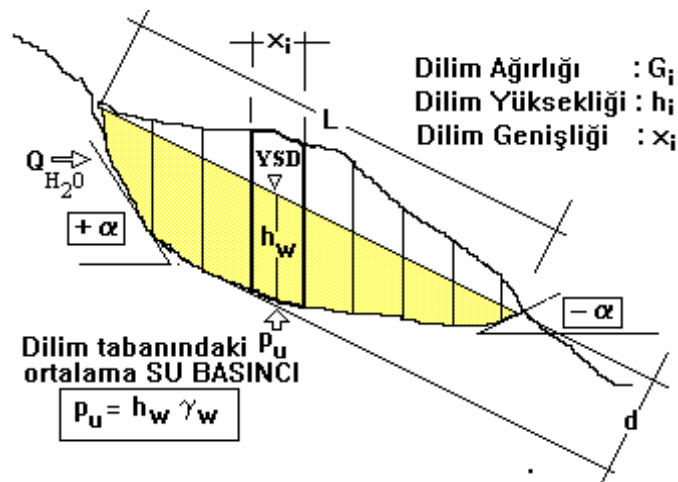 xi
Dilim Ağırlığı : Gi
Dilim Yüksekliği : hi
Dilim Genişliği : xi
L
YSD
Q
H2O
+ α
hw
- α
Dilim tabanındaki pu
ortalama SU BASINCI
pu = hw γw
d